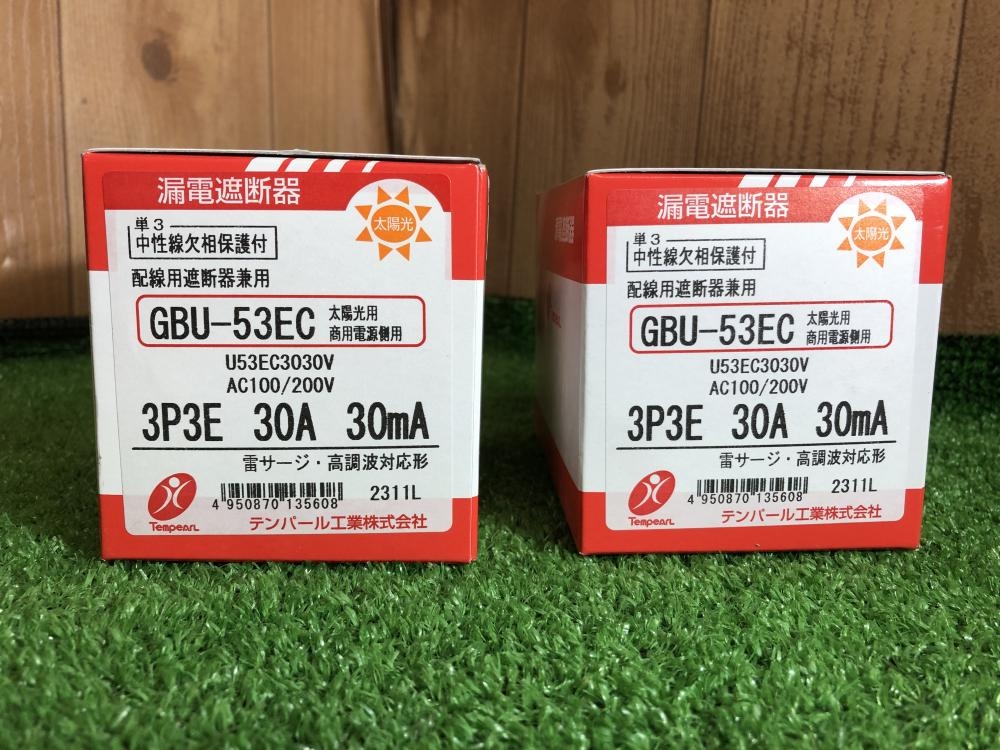 漏電遮断器
太陽光
単3
中性線欠相保護付
配線用遮断器兼用
GBU-53EC 太陽光用
商用電源側用
U53EC3030V
AC100/200V
3P3E 30A 30mA
雷サージ・高調波対応形
4 950870 135608
2311L
Tempearl
テンパール工業株式会社
漏電遮断器
太陽光
単3
中性線欠相保護付
配線用遮断器兼用
GBU-53EC 太陽光用
商用電源側用
U53EC3030V
AC100/200V
3P3E 30A 30mA
雷サージ・高調波対応形
4 950870 135608
2311L
Tempearl
テンパール工業株式会社